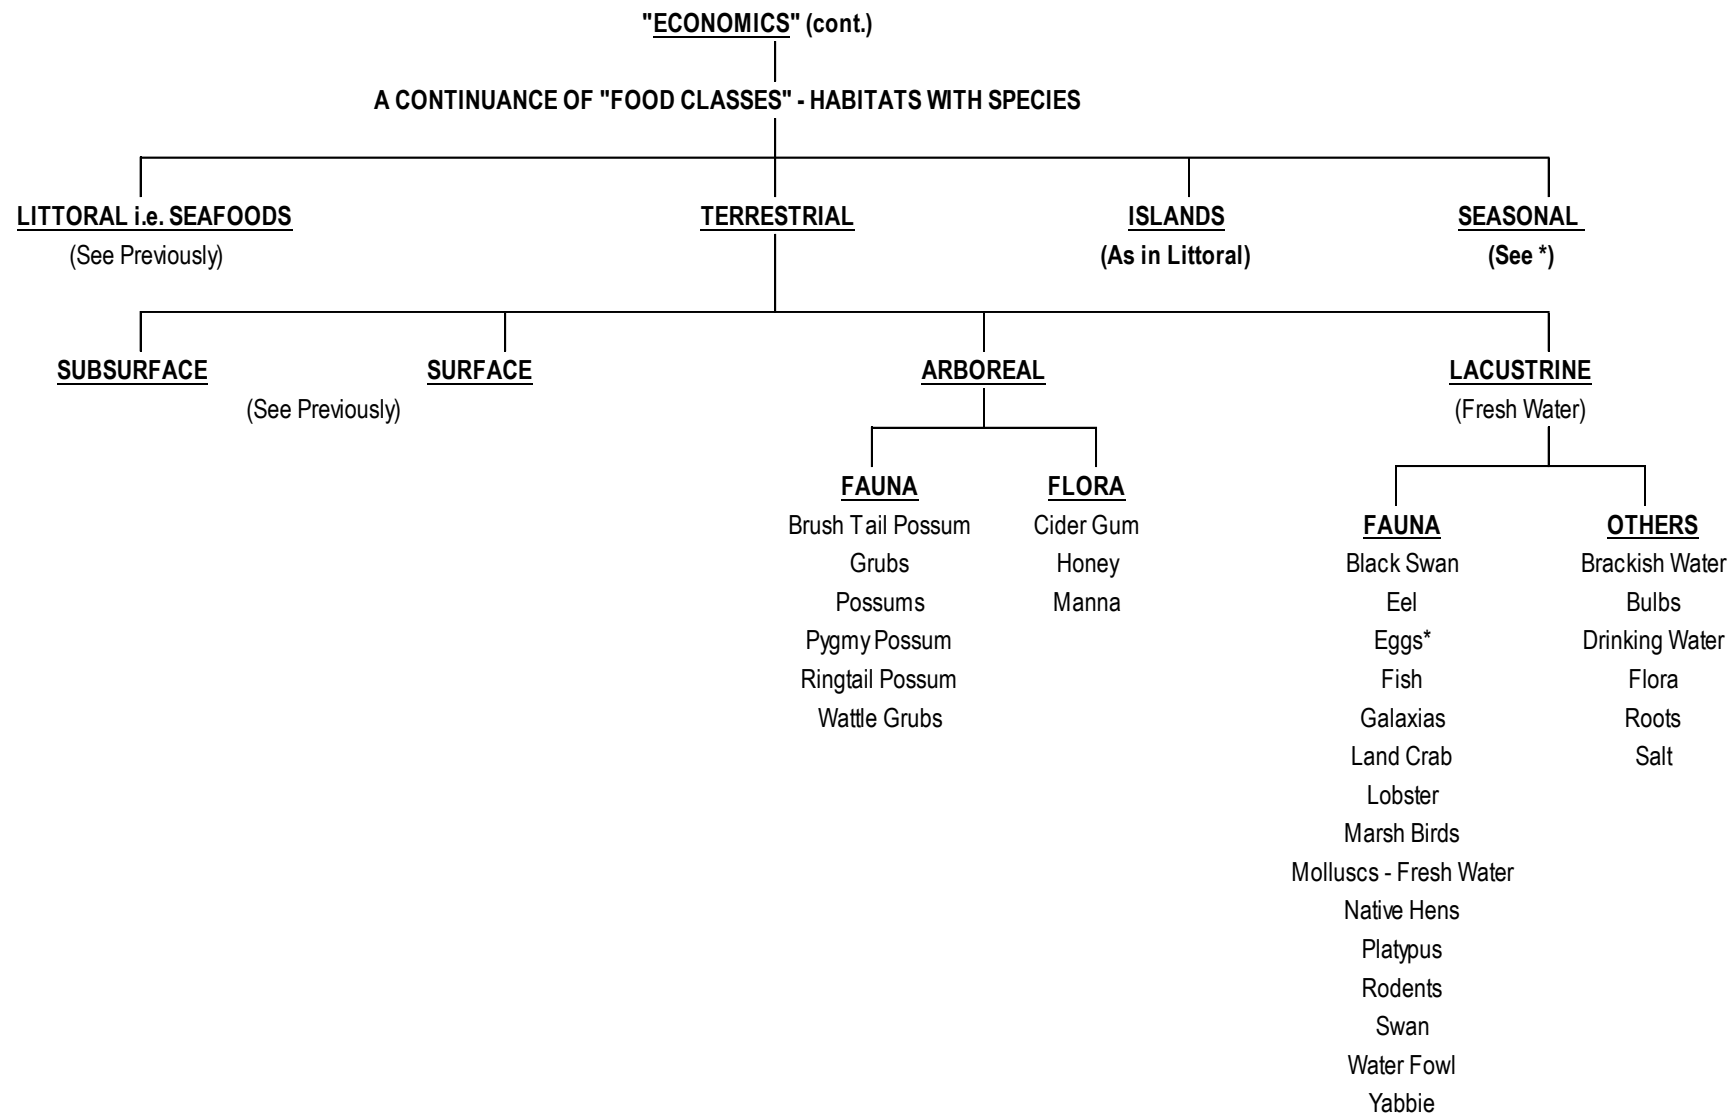 "ECONOMICS" (cont.)
A CONTINUANCE OF "FOOD CLASSES" - HABITATS WITH SPECIES
LITTORAL i.e. SEAFOODS
(See Previously)
TERRESTRIAL
ISLANDS
(As in Littoral)
SEASONAL
(See *)
SUBSURFACE
SURFACE
(See Previously)
ARBOREAL
LACUSTRINE
(Fresh Water)
FAUNA
Brush Tail Possum
Grubs
Possums
Pygmy Possum
Ringtail Possum
Wattle Grubs
FLORA
Cider Gum
Honey
Manna
FAUNA
Black Swan
Eel
Eggs*
Fish
Galaxias
Land Crab
Lobster
Marsh Birds
Molluscs - Fresh Water
Native Hens
Platypus
Rodents
Swan
Water Fowl
Yabbie
OTHERS
Brackish Water
Bulbs
Drinking Water
Flora
Roots
Salt